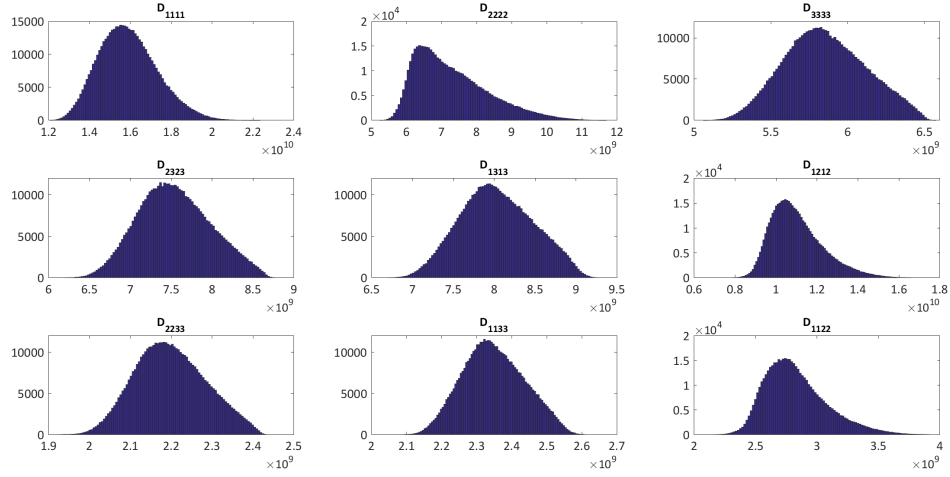 D1111
15000
10000
5000
0
1.2 1.4 1.6 1.8 2 2.2 2.4
×10^10
D2222
×10^4
2
1.5
1
0.5
0
5 6 7 8 9 10 11 12
×10^9
D3333
10000
5000
0
5 5.5 6 6.5
×10^9
D2323
10000
5000
0
6 6.5 7 7.5 8 8.5 9
×10^9
D1313
10000
5000
0
6.5 7 7.5 8 8.5 9 9.5
×10^9
D1212
×10^4
2
1.5
1
0.5
0
0.6 0.8 1 1.2 1.4 1.6 1.8
×10^10
D2233
10000
5000
0
1.9 2 2.1 2.2 2.3 2.4 2.5
×10^9
D1133
10000
5000
0
2 2.1 2.2 2.3 2.4 2.5 2.6 2.7
×10^9
D1122
×10^4
2
1.5
1
0.5
0
2 2.5 3 3.5 4
×10^9